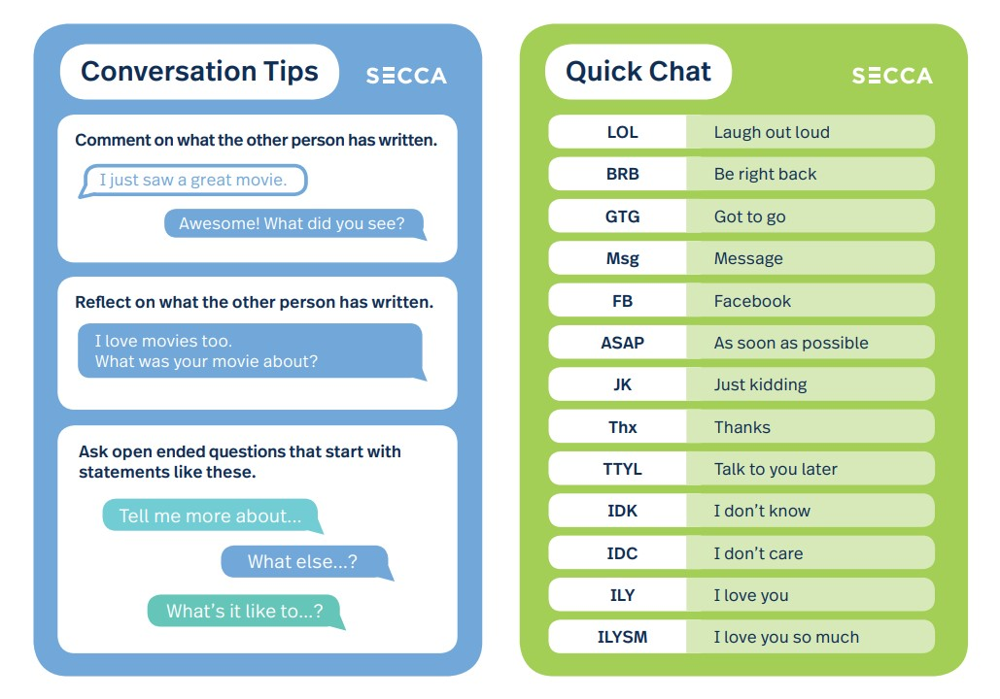 Conversation Tips
SECCA
Comment on what the other person has written.
I just saw a great movie.
Awesome! What did you see?
Reflect on what the other person has written.
I love movies too.
What was your movie about?
Ask open ended questions that start with
statements like these.
Tell me more about...
What else...?
What's it like to...?
Quick Chat
SECCA
LOL Laugh out loud
BRB Be right back
GTG Got to go
Msg Message
FB Facebook
ASAP As soon as possible
JK Just kidding
Thx Thanks
TTYL Talk to you later
IDK I don't know
IDC I don't care
ILY I love you
ILYSM I love you so much